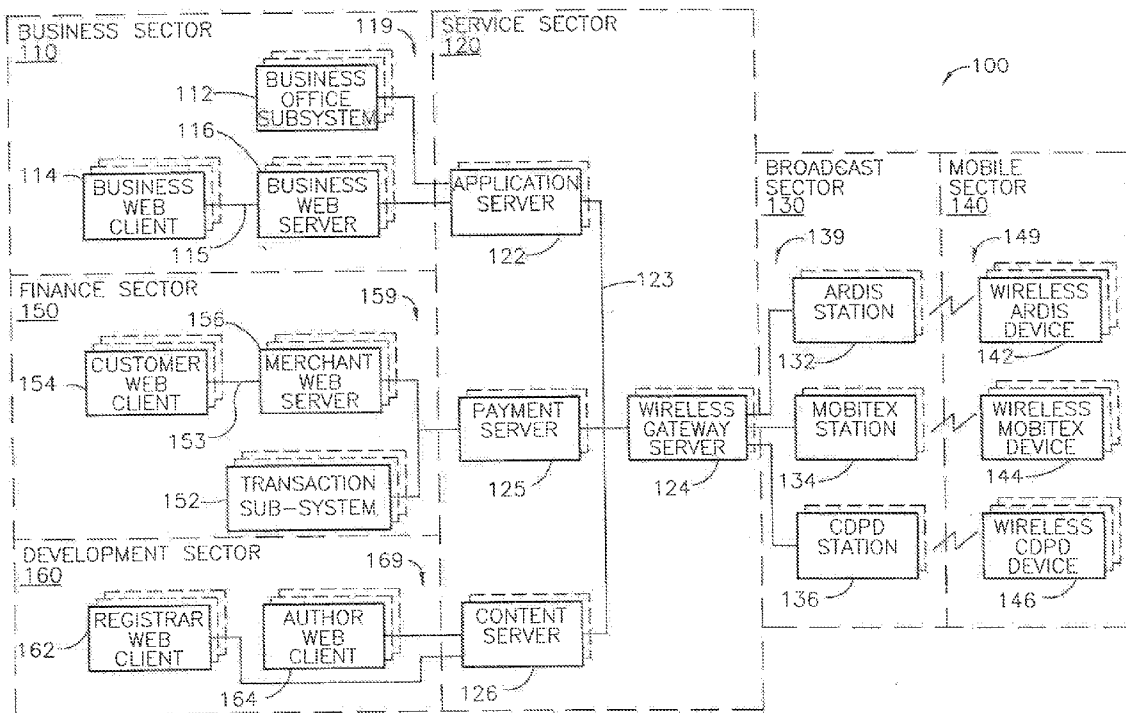 BUSINESS SECTOR
110
119
112
BUSINESS
OFFICE
SUBSYSTEM
116
114
BUSINESS
WEB
CLIENT
115
BUSINESS
WEB
SERVER
SERVICE SECTOR
120
APPLICATION
SERVER
122
123
100
BROADCAST
SECTOR
130
MOBILE
SECTOR
140
139
149
ARDIS
STATION
132
WIRELESS
ARDIS
DEVICE
142
FINANCE SECTOR
150
159
156
154
CUSTOMER
WEB
CLIENT
153
MERCHANT
WEB
SERVER
152
TRANSACTION
SUB-SYSTEM
PAYMENT
SERVER
125
WIRELESS
GATEWAY
SERVER
124
MOBITEX
STATION
134
WIRELESS
MOBITEX
DEVICE
144
CDPD
STATION
136
WIRELESS
CDPD
DEVICE
146
DEVELOPMENT SECTOR
160
169
162
REGISTRAR
WEB
CLIENT
AUTHOR
WEB
CLIENT
164
CONTENT
SERVER
126